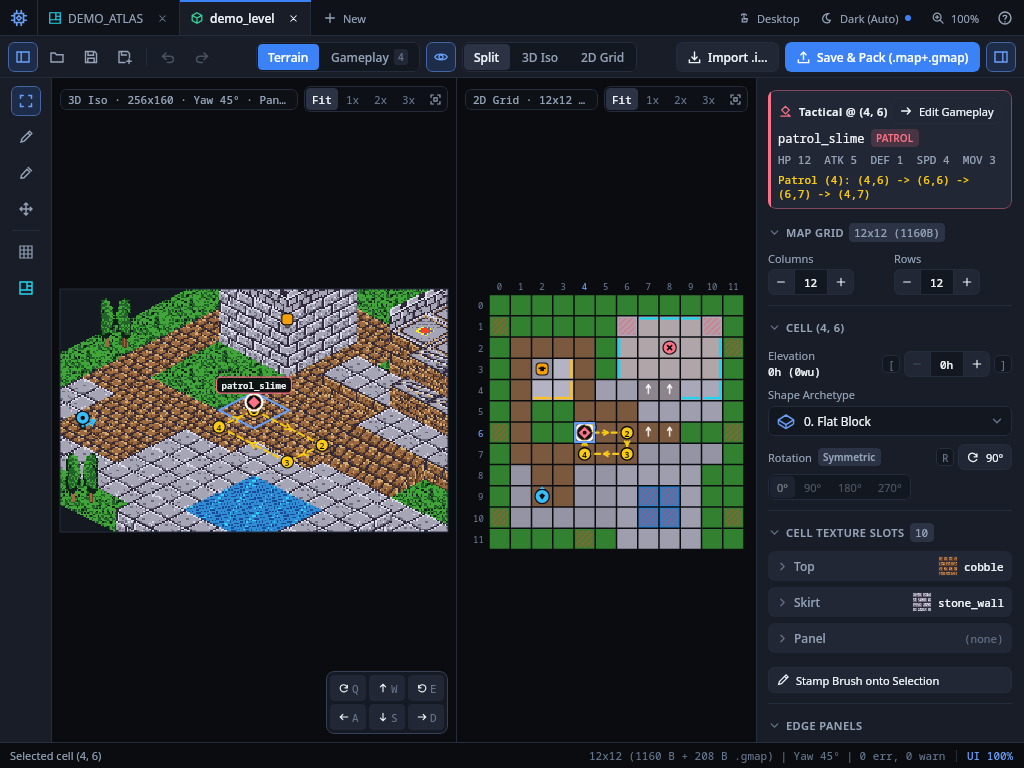 DEMO_ATLAS
demo_level
New
Desktop
Dark (Auto)
100%
Terrain
Gameplay 4
Split
3D Iso
2D Grid
Import .i...
Save & Pack (.map+.gmap)
3D Iso · 256x160 · Yaw 45° · Pan…
Fit 1x 2x 3x
2D Grid · 12x12 …
Fit 1x 2x 3x
patrol_slime
4
2
3
Q W E
A S D
0 1 2 3 4 5 6 7 8 9 10 11
0
1
2
3
4
5
6
2
7
4
3
8
9
10
11
Tactical @ (4, 6)
Edit Gameplay
patrol_slime PATROL
HP 12 ATK 5 DEF 1 SPD 4 MOV 3
Patrol (4): (4,6) -> (6,6) ->
(6,7) -> (4,7)
MAP GRID 12x12 (1160B)
Columns Rows
− 12 + − 12 +
CELL (4, 6)
Elevation
0h (0wu)
[ − 0h + ]
Shape Archetype
0. Flat Block
Rotation Symmetric R 90°
0° 90° 180° 270°
CELL TEXTURE SLOTS 10
Top cobble
Skirt stone_wall
Panel (none)
Stamp Brush onto Selection
EDGE PANELS
Selected cell (4, 6)
12x12 (1160 B + 208 B .gmap) | Yaw 45° | 0 err, 0 warn
UI 100%